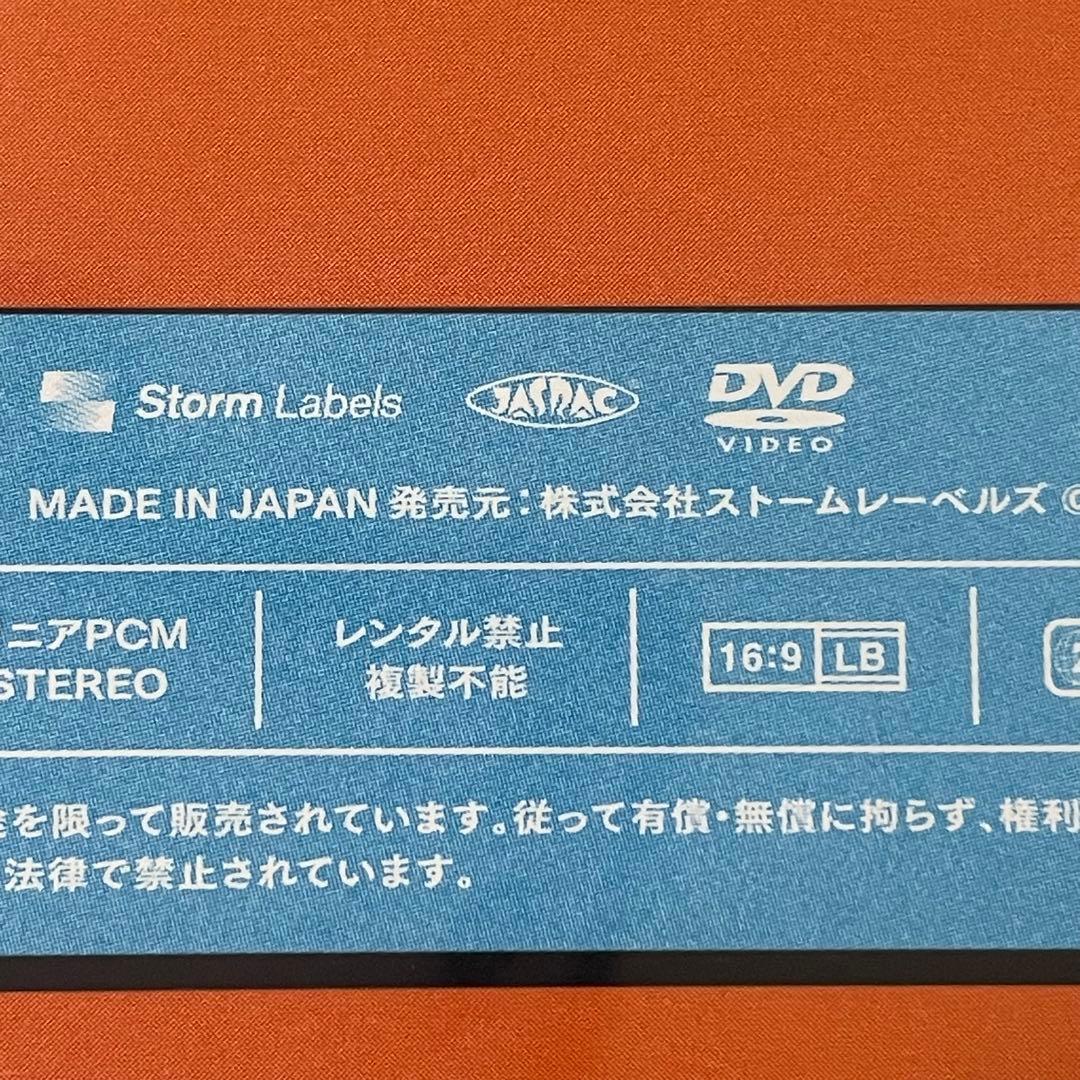 Storm Labels JASRAC DVD
VIDEO
MADE IN JAPAN 発売元：株式会社ストームレーベルズ ©
ニアPCM レンタル禁止
STEREO 複製不能 16:9 LB
を限って販売されています。従って有償・無償に拘らず、権利
法律で禁止されています。